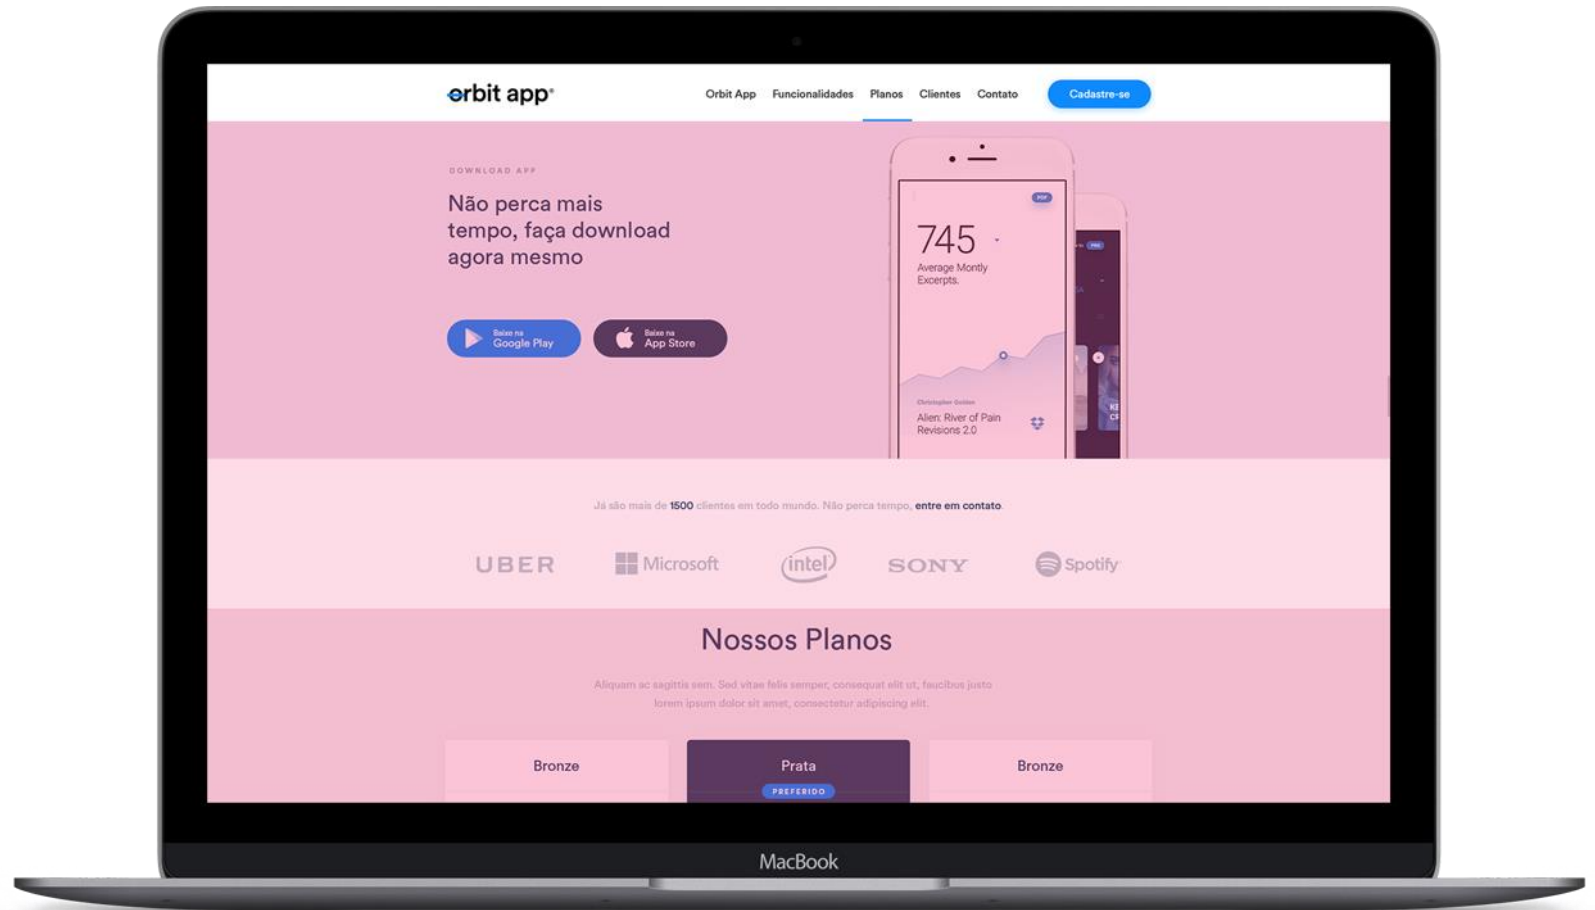 orbit app
Orbit App Funcionalidades Planos Clientes Contato Cadastre-se
DOWNLOAD APP
Não perca mais
tempo, faça download
agora mesmo
Baixe na
Google Play
Baixe na
App Store
PDF
745
Average Montly
Excerpts.
Christopher Golden
Alien: River of Pain
Revisions 2.0
Já são mais de 1500 clientes em todo mundo. Não perca tempo, entre em contato.
UBER Microsoft intel SONY Spotify
Nossos Planos
Aliquam ac sagittis sem. Sed vitae felis semper, consequat elit ut, faucibus justo
lorem ipsum dolor sit amet, consectetur adipiscing elit.
Bronze Prata Bronze
PREFERIDO
MacBook